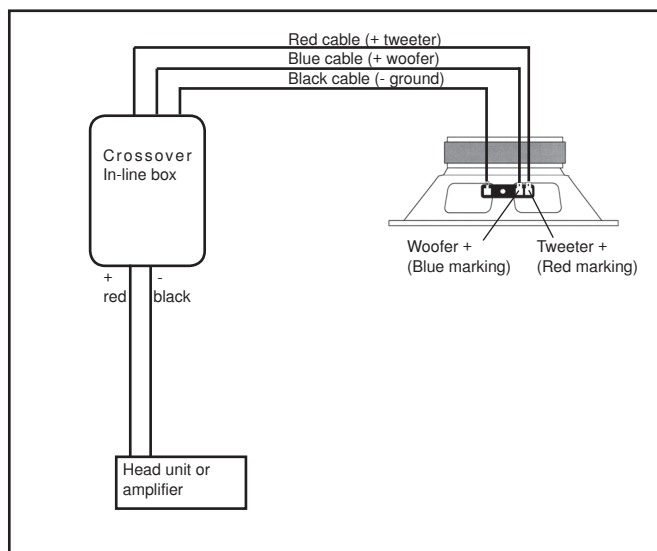 Red cable (+ tweeter)
Blue cable (+ woofer)
Black cable (- ground)
Crossover
In-line box
Woofer +
(Blue marking)
Tweeter +
(Red marking)
+ -
red black
Head unit or
amplifier